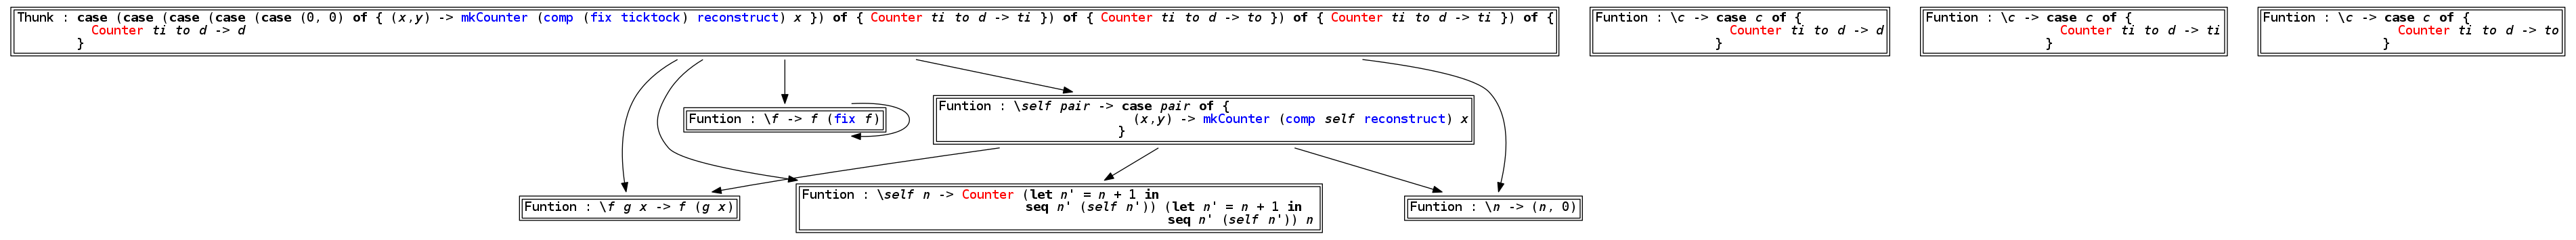 Thunk : case (case (case (case (case (0, 0) of { (x,y) -> mkCounter (comp (fix ticktock) reconstruct) x }) of { Counter ti to d -> ti }) of { Counter ti to d -> to }) of { Counter ti to d -> ti }) of {
Counter ti to d -> d
}
Funtion : \c -> case c of {
Counter ti to d -> d
}
Funtion : \c -> case c of {
Counter ti to d -> ti
}
Funtion : \c -> case c of {
Counter ti to d -> to
}
Funtion : \f -> f (fix f)
Funtion : \self pair -> case pair of {
(x,y) -> mkCounter (comp self reconstruct) x
}
Funtion : \f g x -> f (g x)
Funtion : \self n -> Counter (let n' = n + 1 in
seq n' (self n')) (let n' = n + 1 in
seq n' (self n')) n
Funtion : \n -> (n, 0)